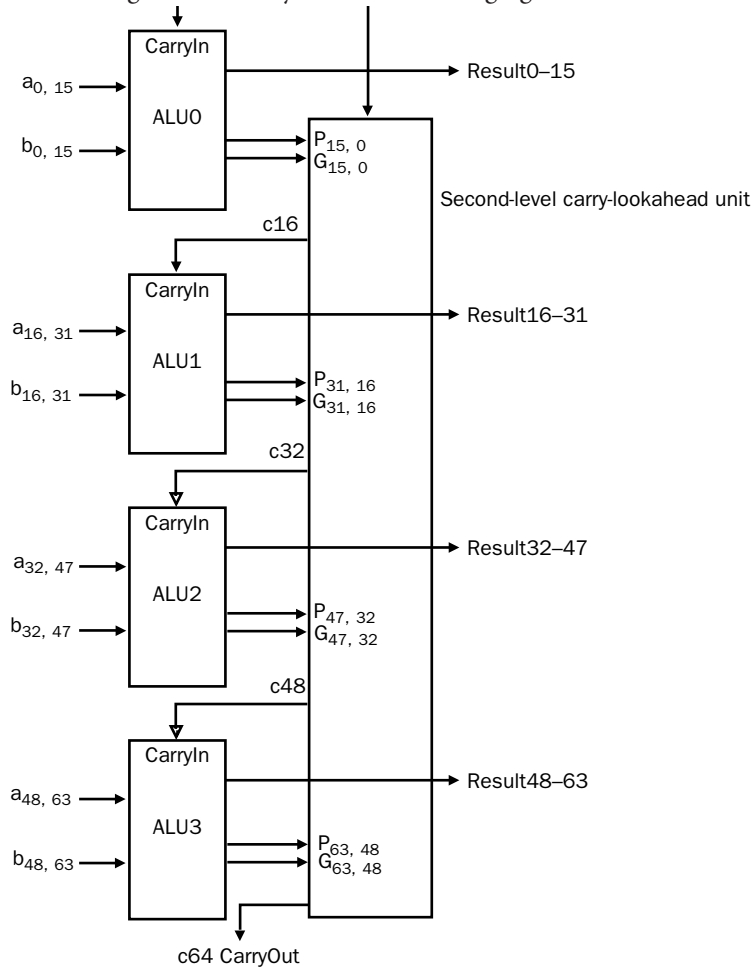 CarryIn
a0, 15
Result0–15
ALU0
b0, 15
P15, 0
G15, 0
Second-level carry-lookahead unit
c16
CarryIn
a16, 31
Result16–31
ALU1
b16, 31
P31, 16
G31, 16
c32
CarryIn
a32, 47
Result32–47
ALU2
b32, 47
P47, 32
G47, 32
c48
CarryIn
a48, 63
Result48–63
ALU3
b48, 63
P63, 48
G63, 48
c64 CarryOut